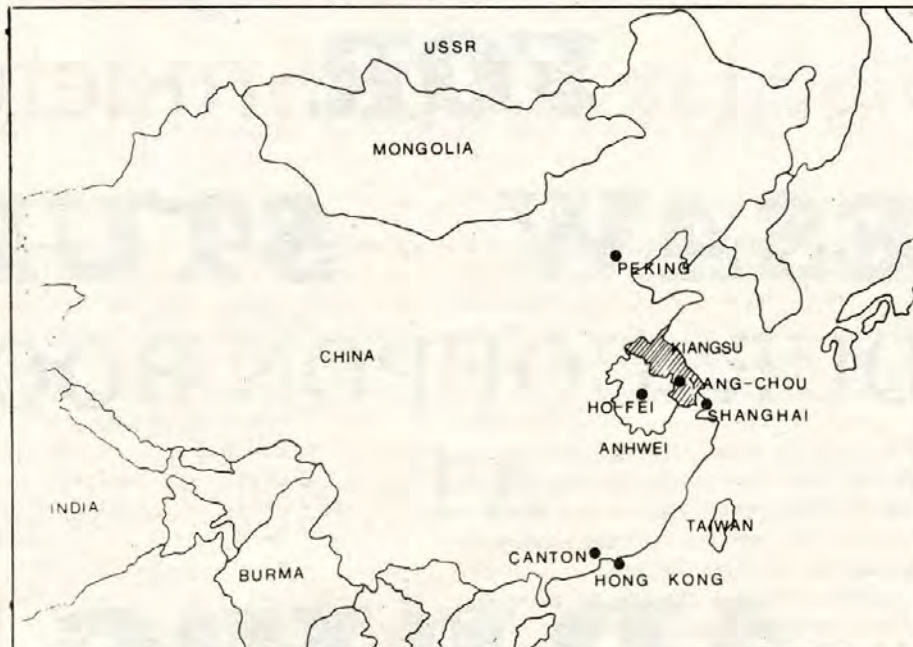 USSR
MONGOLIA
PEKING
KIANGSU
CHINA
YANG-CHOU
HO-FEI
SHANGHAI
ANHWEI
INDIA
TAIWAN
CANTON
BURMA
HONG KONG